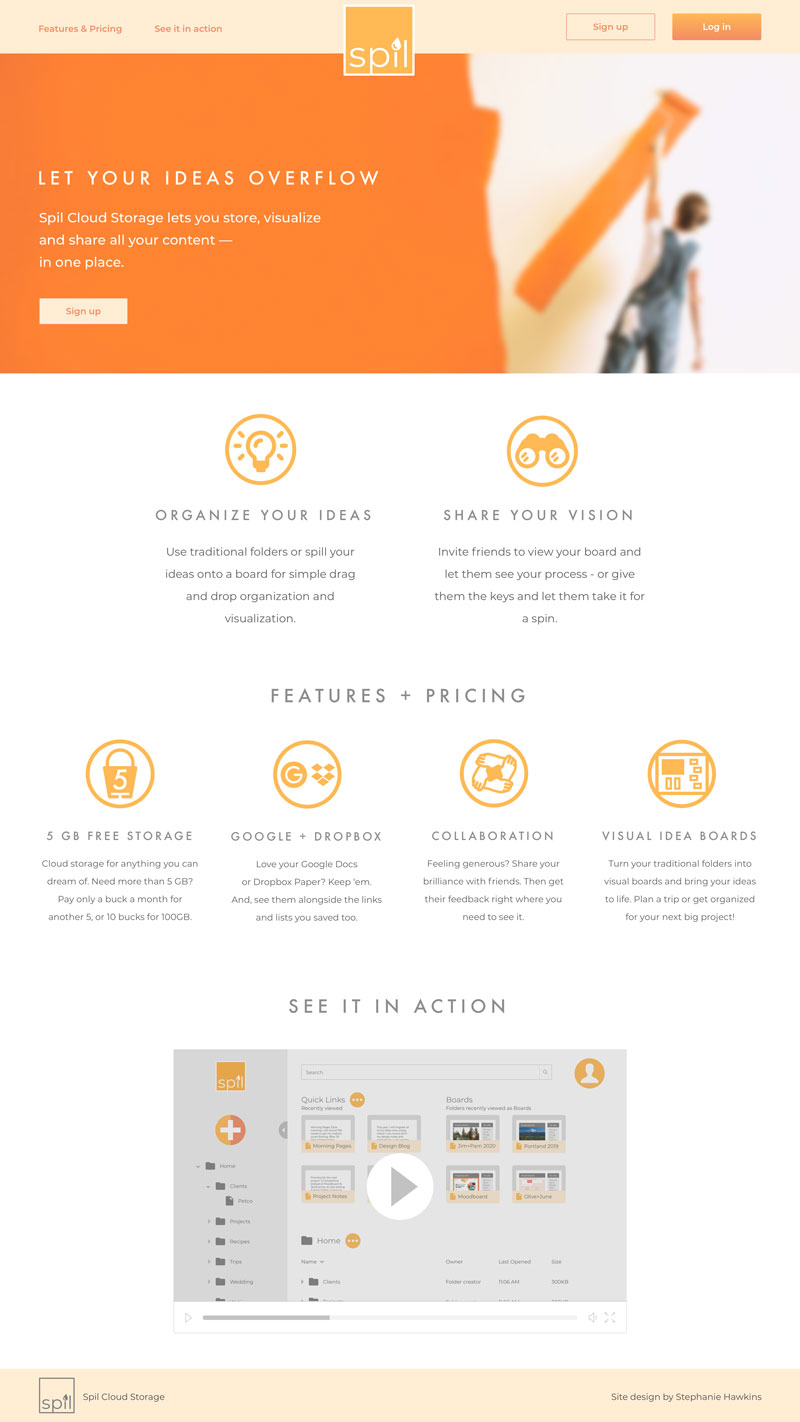 Features & Pricing
See it in action
spil
Sign up
Log in
LET YOUR IDEAS OVERFLOW
Spil Cloud Storage lets you store, visualize
and share all your content —
in one place.
Sign up
ORGANIZE YOUR IDEAS
Use traditional folders or spill your
ideas onto a board for simple drag
and drop organization and
visualization.
SHARE YOUR VISION
Invite friends to view your board and
let them see your process - or give
them the keys and let them take it for
a spin.
FEATURES + PRICING
5
5 GB FREE STORAGE
Cloud storage for anything you can
dream of. Need more than 5 GB?
Pay only a buck a month for
another 5, or 10 bucks for 100GB.
G
GOOGLE + DROPBOX
Love your Google Docs
or Dropbox Paper? Keep 'em.
And, see them alongside the links
and lists you saved too.
COLLABORATION
Feeling generous? Share your
brilliance with friends. Then get
their feedback right where you
need to see it.
VISUAL IDEA BOARDS
Turn your traditional folders into
visual boards and bring your ideas
to life. Plan a trip or get organized
for your next big project!
SEE IT IN ACTION
spil
Home
Clients
Petco
Projects
Recipes
Trips
Wedding
Search
Quick Links
Recently viewed
Morning Pages
Design Blog
Project Notes
Boards
Folders recently viewed as Boards
Jim+Pam 2020
Portland 2019
Moodboard
Olive+June
Home
Name
Owner
Last Opened
Size
Clients
Folder creator
11:06 AM
300KB
spil
Spil Cloud Storage
Site design by Stephanie Hawkins